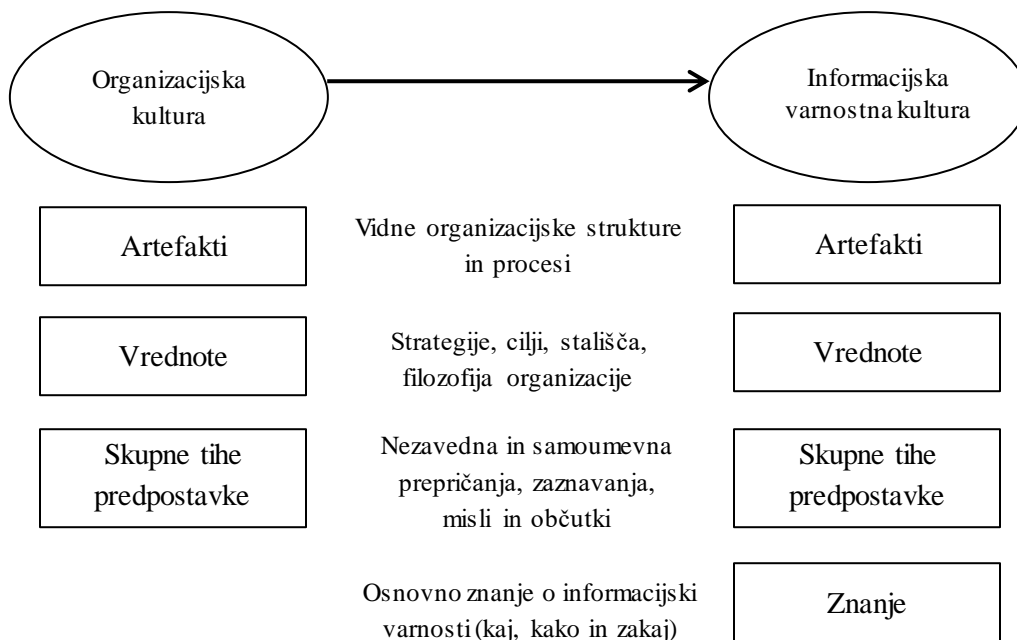 Organizacijska
kultura
Informacijska
varnostna kultura
Artefakti
Vidne organizacijske strukture
in procesi
Artefakti
Vrednote
Strategije, cilji, stališča,
filozofija organizacije
Vrednote
Skupne tihe
predpostavke
Nezavedna in samoumevna
prepričanja, zaznavanja,
misli in občutki
Skupne tihe
predpostavke
Osnovno znanje o informacijski
varnosti (kaj, kako in zakaj)
Znanje